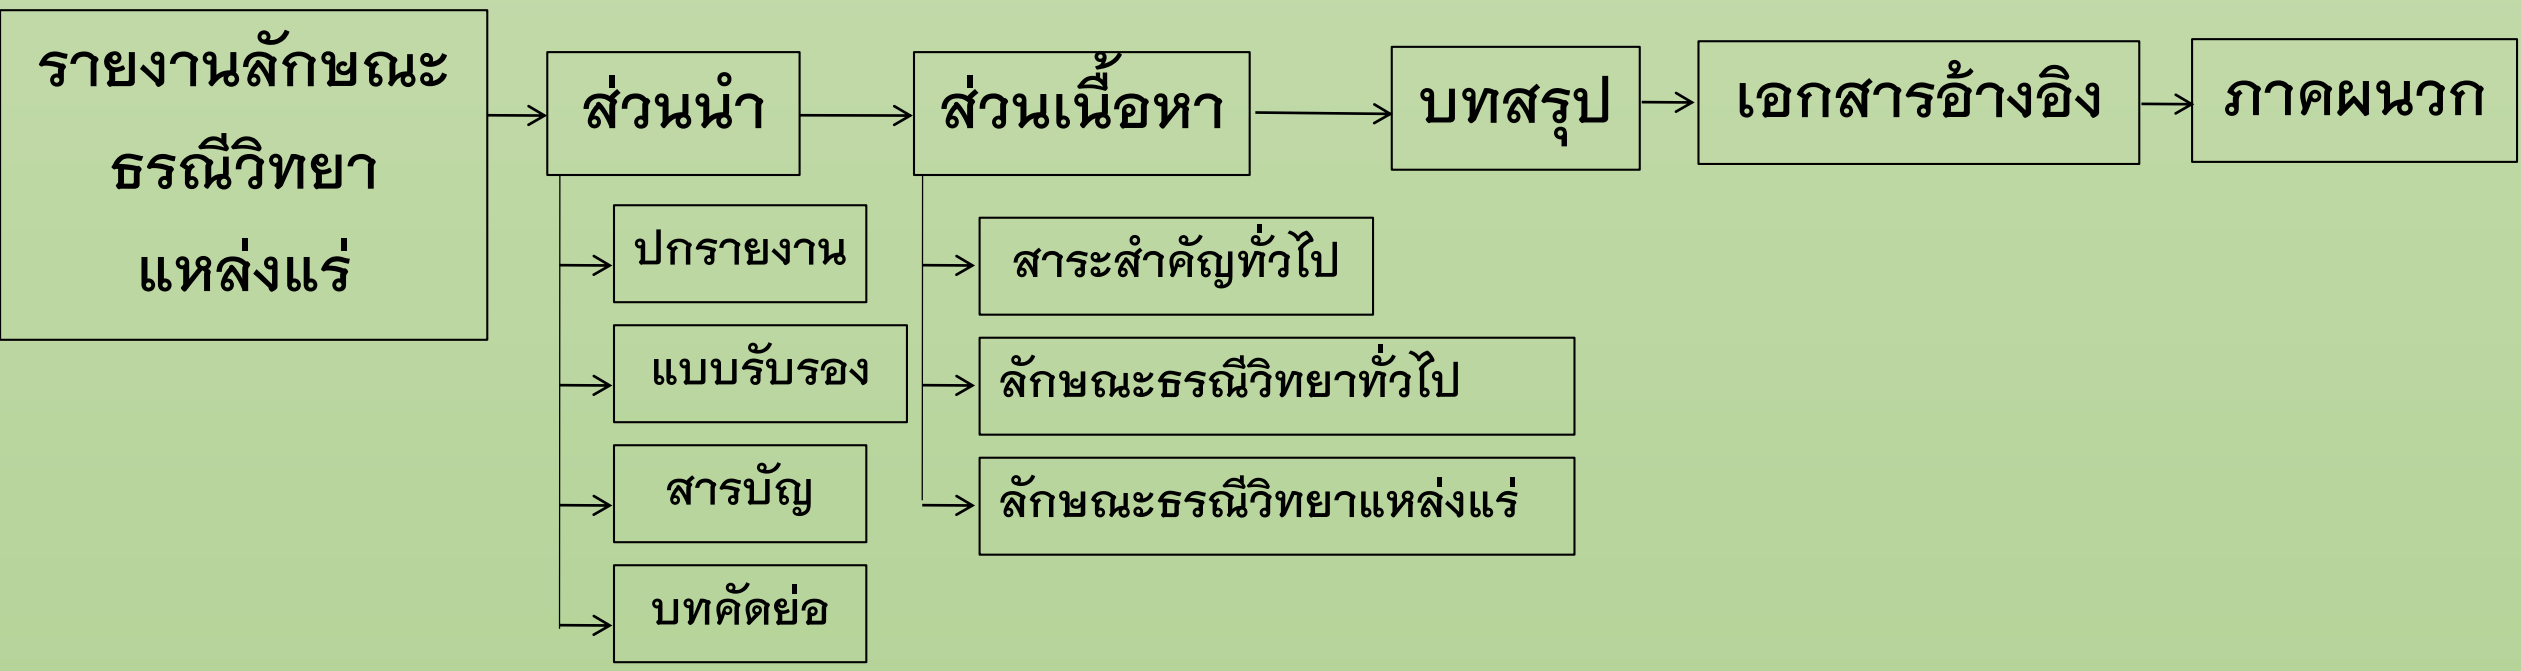 รายงานลักษณะ
ธรณีวิทยา
แหล่งแร่
ส่วนนำ
ส่วนเนื้อหา
บทสรุป
เอกสารอ้างอิง
ภาคผนวก
ปกรายงาน
แบบรับรอง
สารบัญ
บทคัดย่อ
สาระสำคัญทั่วไป
ลักษณะธรณีวิทยาทั่วไป
ลักษณะธรณีวิทยาแหล่งแร่